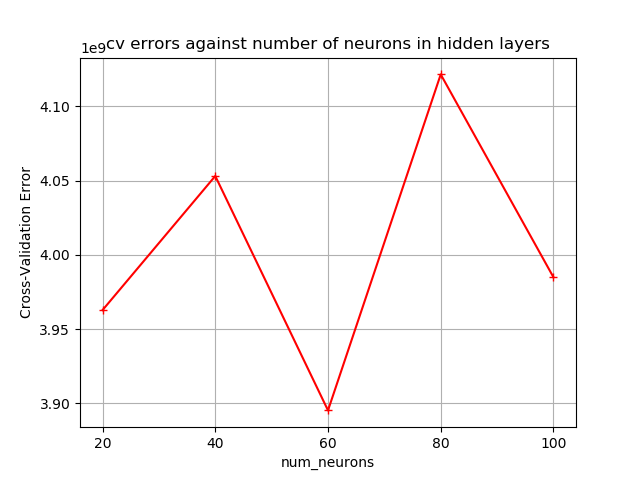 1e9
cv errors against number of neurons in hidden layers
4.10
4.05
4.00
3.95
3.90
Cross-Validation Error
20 40 60 80 100
num_neurons